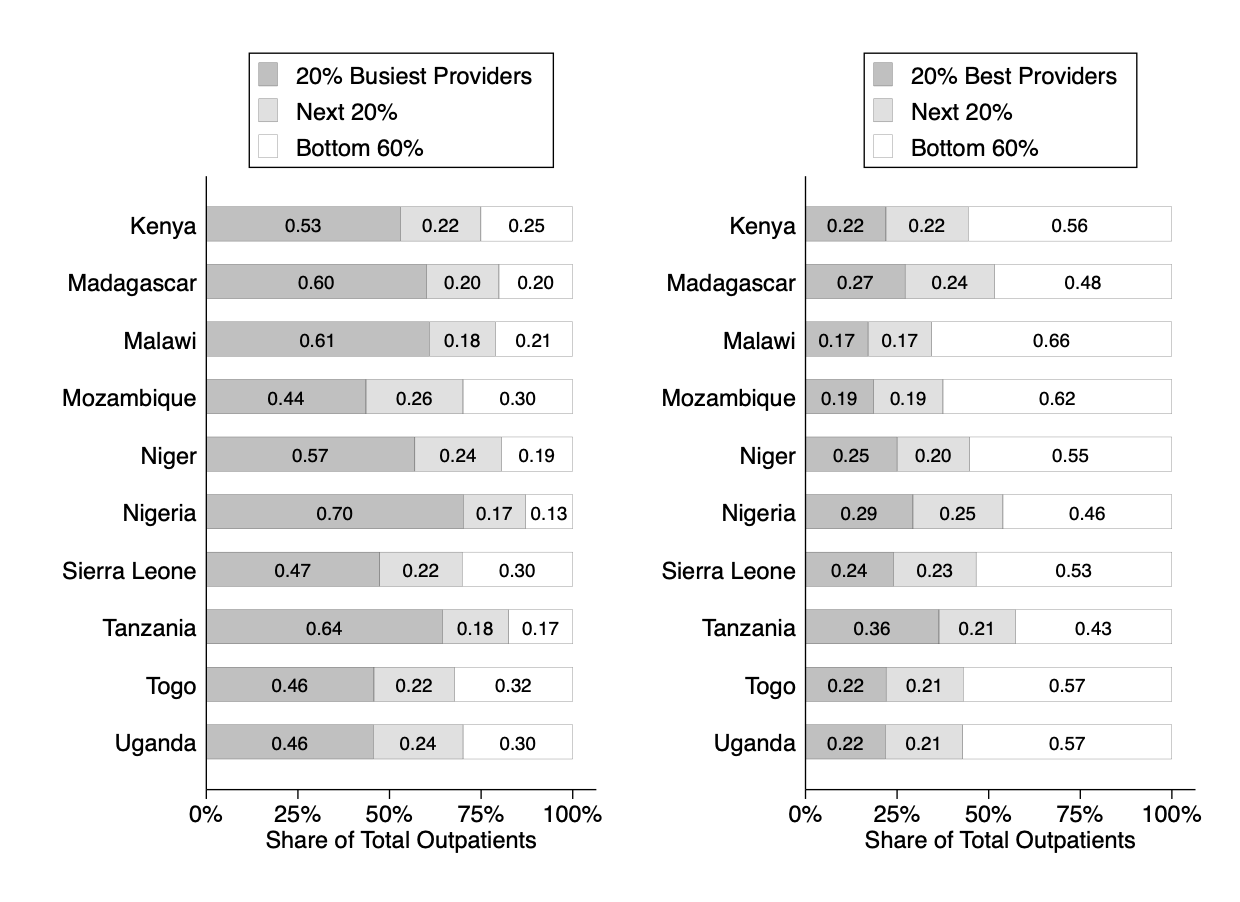 20% Busiest Providers
Next 20%
Bottom 60%
Kenya 0.53 0.22 0.25
Madagascar 0.60 0.20 0.20
Malawi 0.61 0.18 0.21
Mozambique 0.44 0.26 0.30
Niger 0.57 0.24 0.19
Nigeria 0.70 0.17 0.13
Sierra Leone 0.47 0.22 0.30
Tanzania 0.64 0.18 0.17
Togo 0.46 0.22 0.32
Uganda 0.46 0.24 0.30
0% 25% 50% 75% 100%
Share of Total Outpatients
20% Best Providers
Next 20%
Bottom 60%
Kenya 0.22 0.22 0.56
Madagascar 0.27 0.24 0.48
Malawi 0.17 0.17 0.66
Mozambique 0.19 0.19 0.62
Niger 0.25 0.20 0.55
Nigeria 0.29 0.25 0.46
Sierra Leone 0.24 0.23 0.53
Tanzania 0.36 0.21 0.43
Togo 0.22 0.21 0.57
Uganda 0.22 0.21 0.57
0% 25% 50% 75% 100%
Share of Total Outpatients